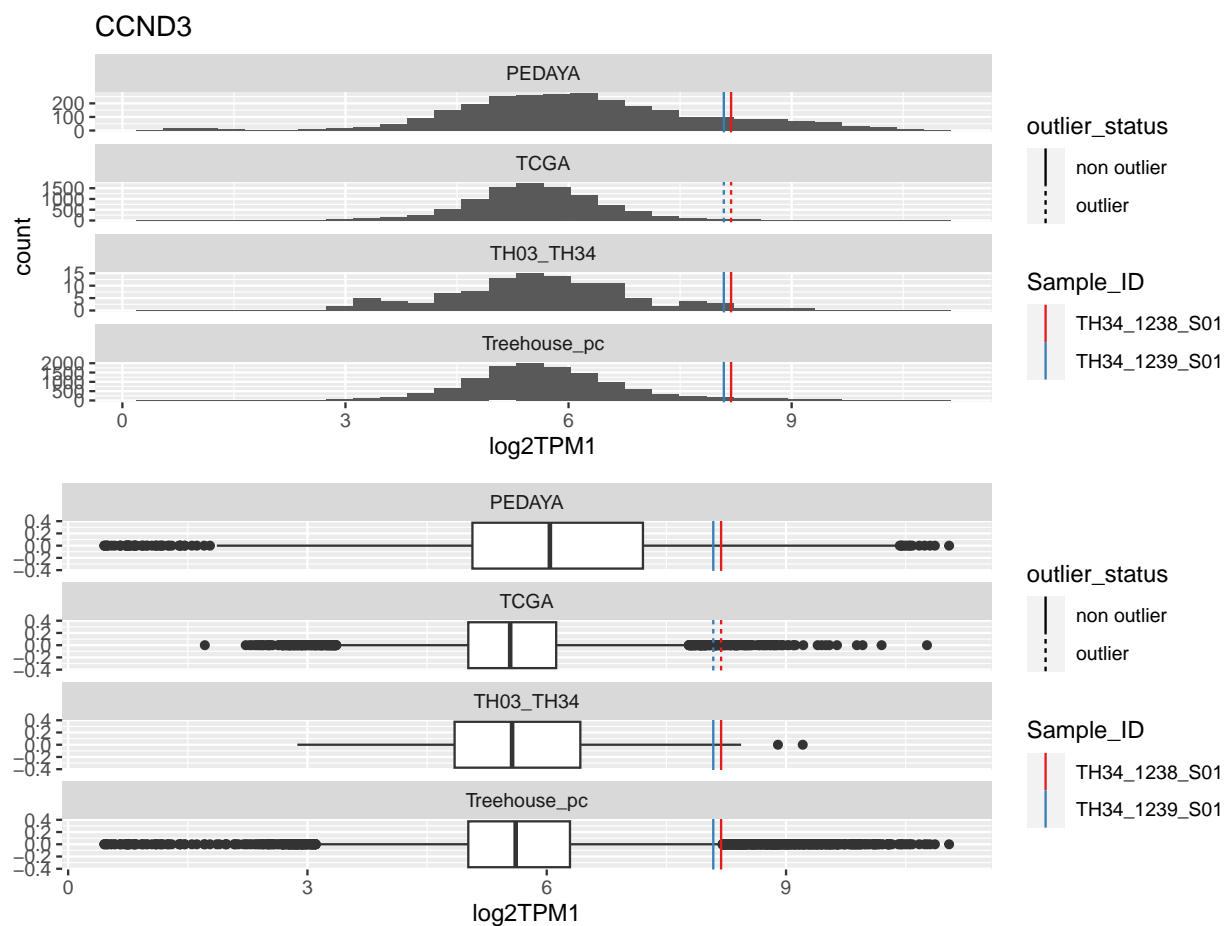 CCND3
PEDAYA
200
100
0
TCGA
1500
1000
500
0
TH03_TH34
15
10
5
0
Treehouse_pc
2000
1500
1000
500
0
0 3 6 9
log2TPM1
count
outlier_status
non outlier
outlier
Sample_ID
TH34_1238_S01
TH34_1239_S01
PEDAYA
0.4
0.2
0.0
−0.2
−0.4
TCGA
0.4
0.2
0.0
−0.2
−0.4
TH03_TH34
0.4
0.2
0.0
−0.2
−0.4
Treehouse_pc
0.4
0.2
0.0
−0.2
−0.4
0 3 6 9
log2TPM1
outlier_status
non outlier
outlier
Sample_ID
TH34_1238_S01
TH34_1239_S01